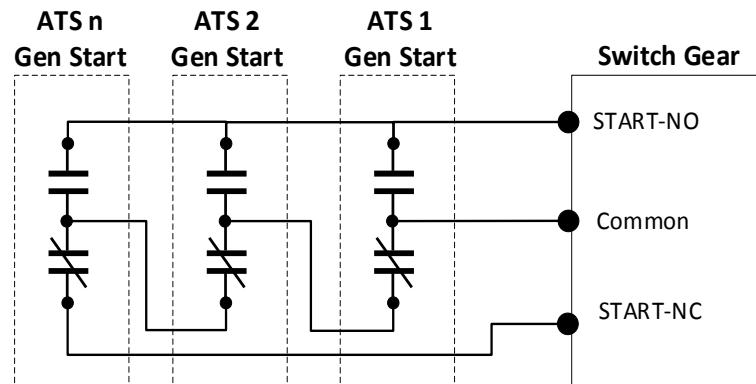 ATS n
Gen Start
ATS 2
Gen Start
ATS 1
Gen Start
Switch Gear
START-NO
Common
START-NC